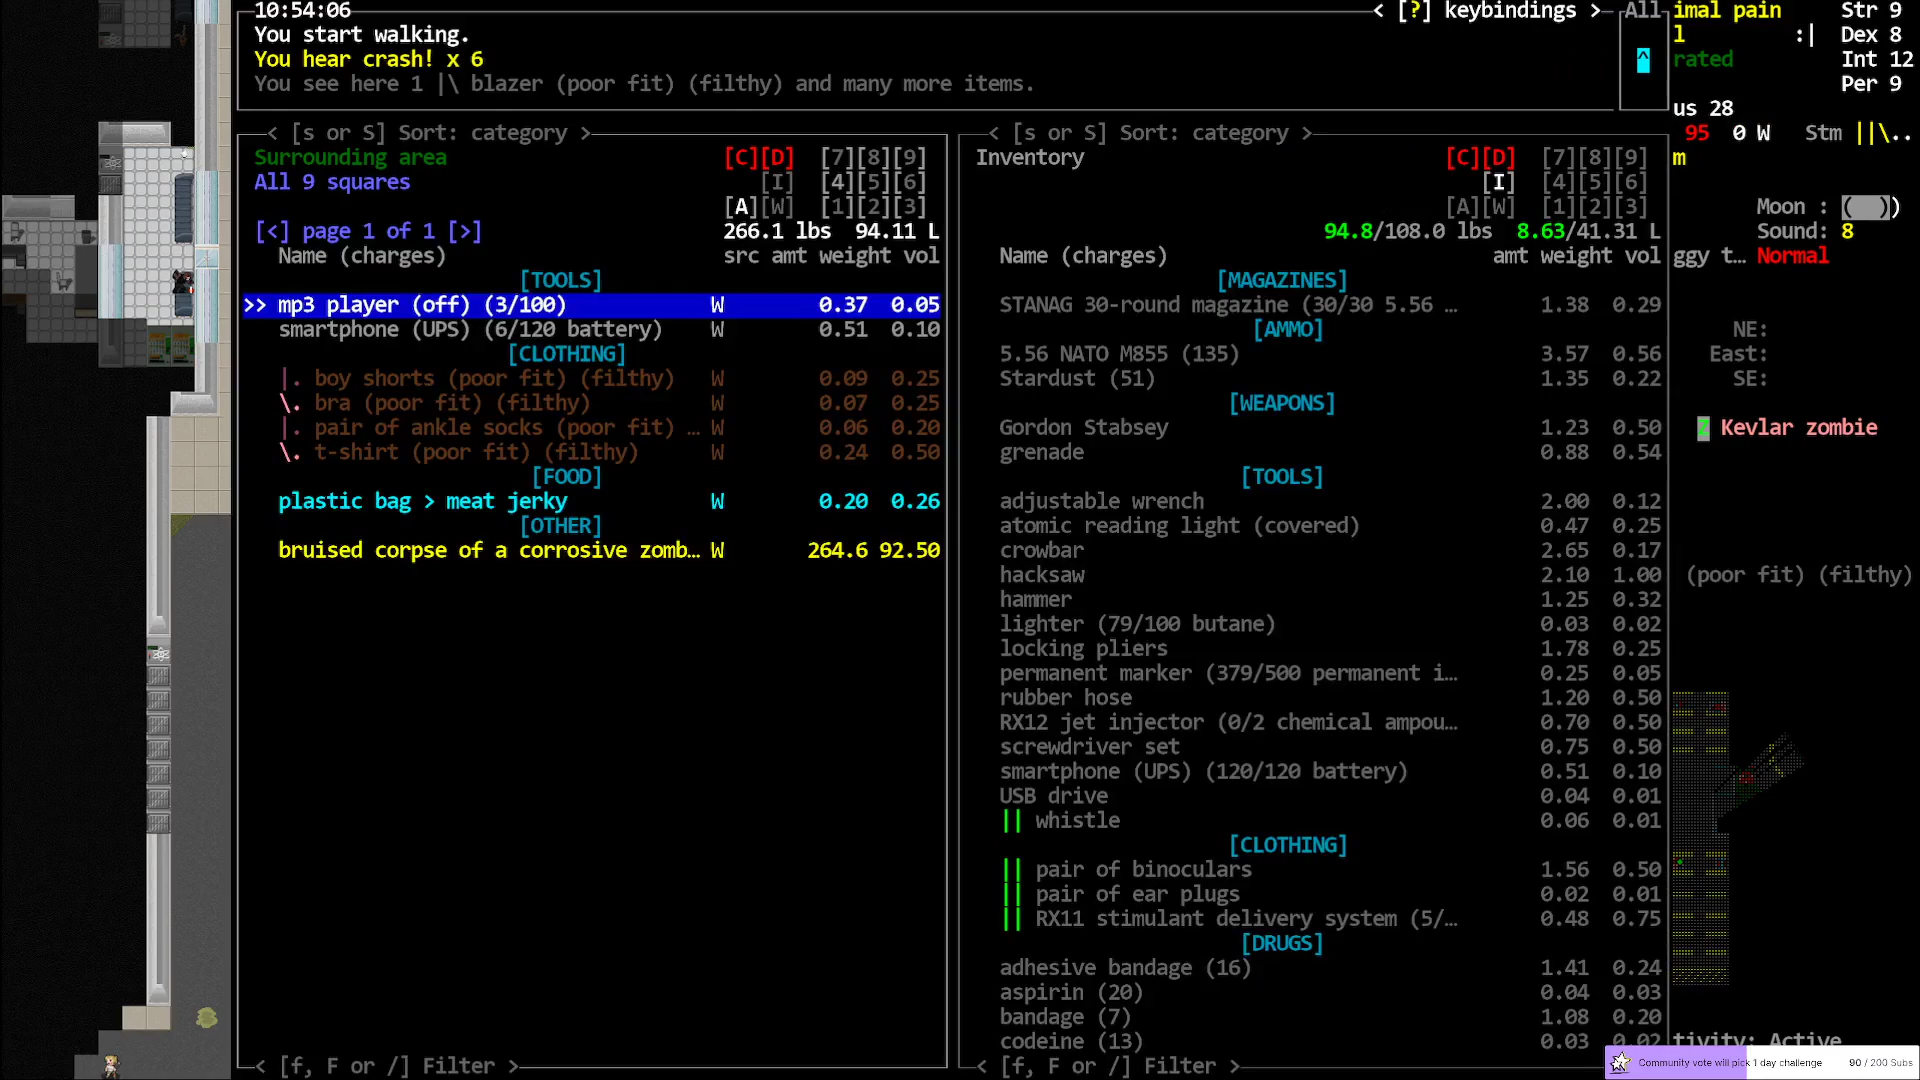 10:54:06
You start walking.
You hear crash! x 6
You see here 1 |\ blazer (poor fit) (filthy) and many more items.
< [?] keybindings >
All
imal pain
l :|
rated
us 28
95 0 W Stm ||\..
m
Str 9
Dex 8
Int 12
Per 9
Moon : (   ))
Sound: 8
ggy t… Normal
NE:
East:
SE:
Z Kevlar zombie
(poor fit) (filthy)
tivity: Active
< [s or S] Sort: category >
Surrounding area
All 9 squares
[C][D] [7][8][9]
[I] [4][5][6]
[A][W] [1][2][3]
[<] page 1 of 1 [>] 266.1 lbs 94.11 L
Name (charges) src amt weight vol
[TOOLS]
>> mp3 player (off) (3/100) W 0.37 0.05
smartphone (UPS) (6/120 battery) W 0.51 0.10
[CLOTHING]
|. boy shorts (poor fit) (filthy) W 0.09 0.25
\. bra (poor fit) (filthy) W 0.07 0.25
|. pair of ankle socks (poor fit) … W 0.06 0.20
\. t-shirt (poor fit) (filthy) W 0.24 0.50
[FOOD]
plastic bag > meat jerky W 0.20 0.26
[OTHER]
bruised corpse of a corrosive zomb… W 264.6 92.50
< [f, F or /] Filter >
< [s or S] Sort: category >
Inventory
[C][D] [7][8][9]
[I] [4][5][6]
[A][W] [1][2][3]
94.8/108.0 lbs 8.63/41.31 L
Name (charges) amt weight vol
[MAGAZINES]
STANAG 30-round magazine (30/30 5.56 … 1.38 0.29
[AMMO]
5.56 NATO M855 (135) 3.57 0.56
Stardust (51) 1.35 0.22
[WEAPONS]
Gordon Stabsey 1.23 0.50
grenade 0.88 0.54
[TOOLS]
adjustable wrench 2.00 0.12
atomic reading light (covered) 0.47 0.25
crowbar 2.65 0.17
hacksaw 2.10 1.00
hammer 1.25 0.32
lighter (79/100 butane) 0.03 0.02
locking pliers 1.78 0.25
permanent marker (379/500 permanent i… 0.25 0.05
rubber hose 1.20 0.50
RX12 jet injector (0/2 chemical ampou… 0.70 0.50
screwdriver set 0.75 0.50
smartphone (UPS) (120/120 battery) 0.51 0.10
USB drive 0.04 0.01
|| whistle 0.06 0.01
[CLOTHING]
|| pair of binoculars 1.56 0.50
|| pair of ear plugs 0.02 0.01
|| RX11 stimulant delivery system (5/… 0.48 0.75
[DRUGS]
adhesive bandage (16) 1.41 0.24
aspirin (20) 0.04 0.03
bandage (7) 1.08 0.20
codeine (13) 0.03 0.02
< [f, F or /] Filter >
Community vote will pick 1 day challenge 90 / 200 Subs